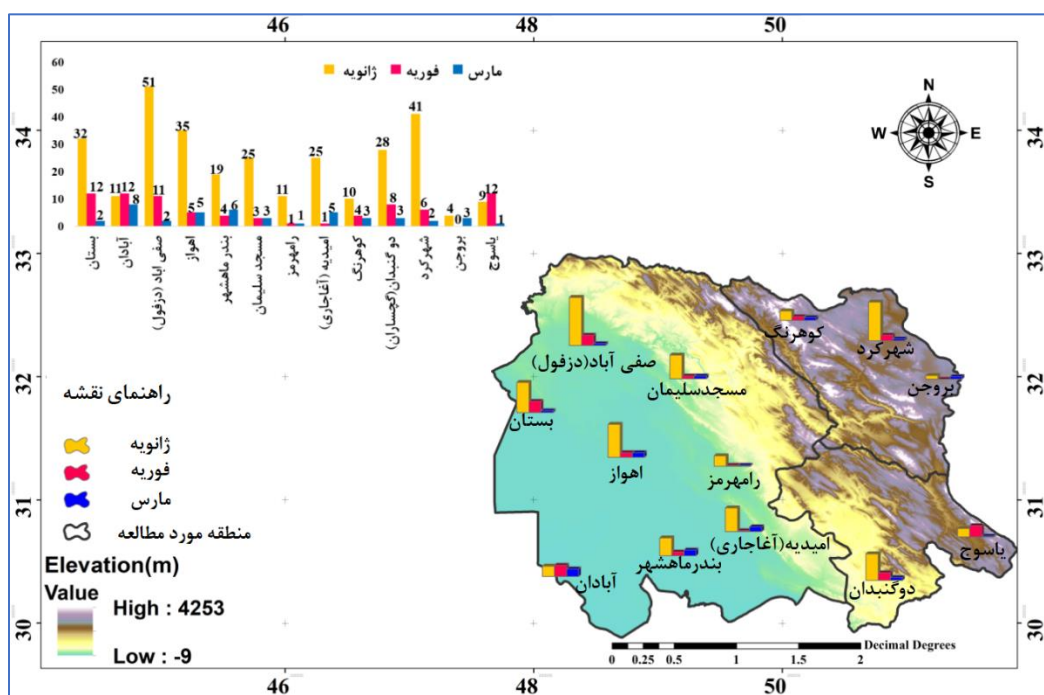 46 48 50
60
50
40
30
20
10
0
ژانویه فوریه مارس
32 12 2
11 12 8
51 11 2
35 5 5
19 4 6
25 3 3
11 1 1
25 1 5
10 4 3
28 8 3
41 6 2
4 0 3
9 12 1
بستان
آبادان
صفی اباد (دزفول)
اهواز
بندر ماهشهر
مسجد سلیمان
رامهرمز
امیدیه (آغاجاری)
کوهرنگ
دو گنبدان(گچساران)
شهرکرد
بروجن
یاسوج
34
33
32
31
30
N
W E
S
34
33
32
31
30
کوهرنگ
شهرکرد
بروجن
صفی آباد(دزفول)
مسجدسلیمان
بستان
اهواز
رامهرمز
امیدیه(آغاجاری)
بندرماهشهر
آبادان
یاسوج
دوگنبدان
راهنمای نقشه
ژانویه
فوریه
مارس
منطقه مورد مطالعه
Elevation(m)
Value
High : 4253
Low : -9
Decimal Degrees
0 0.25 0.5 1 1.5 2
46 48 50